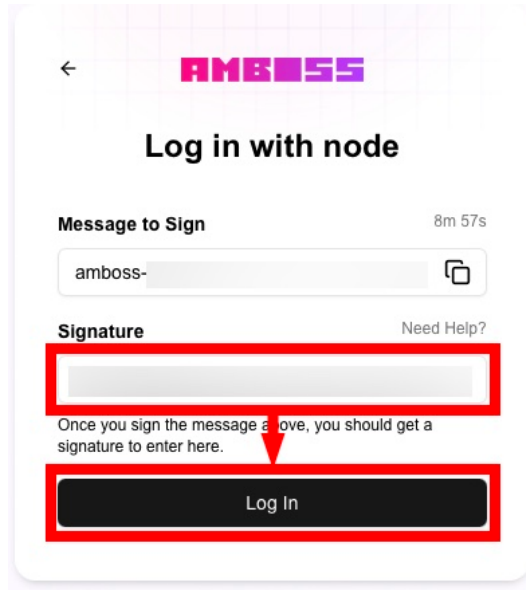 AMBOSS
Log in with node
Message to Sign 8m 57s
amboss-
Signature Need Help?
Once you sign the message above, you should get a
signature to enter here.
Log In